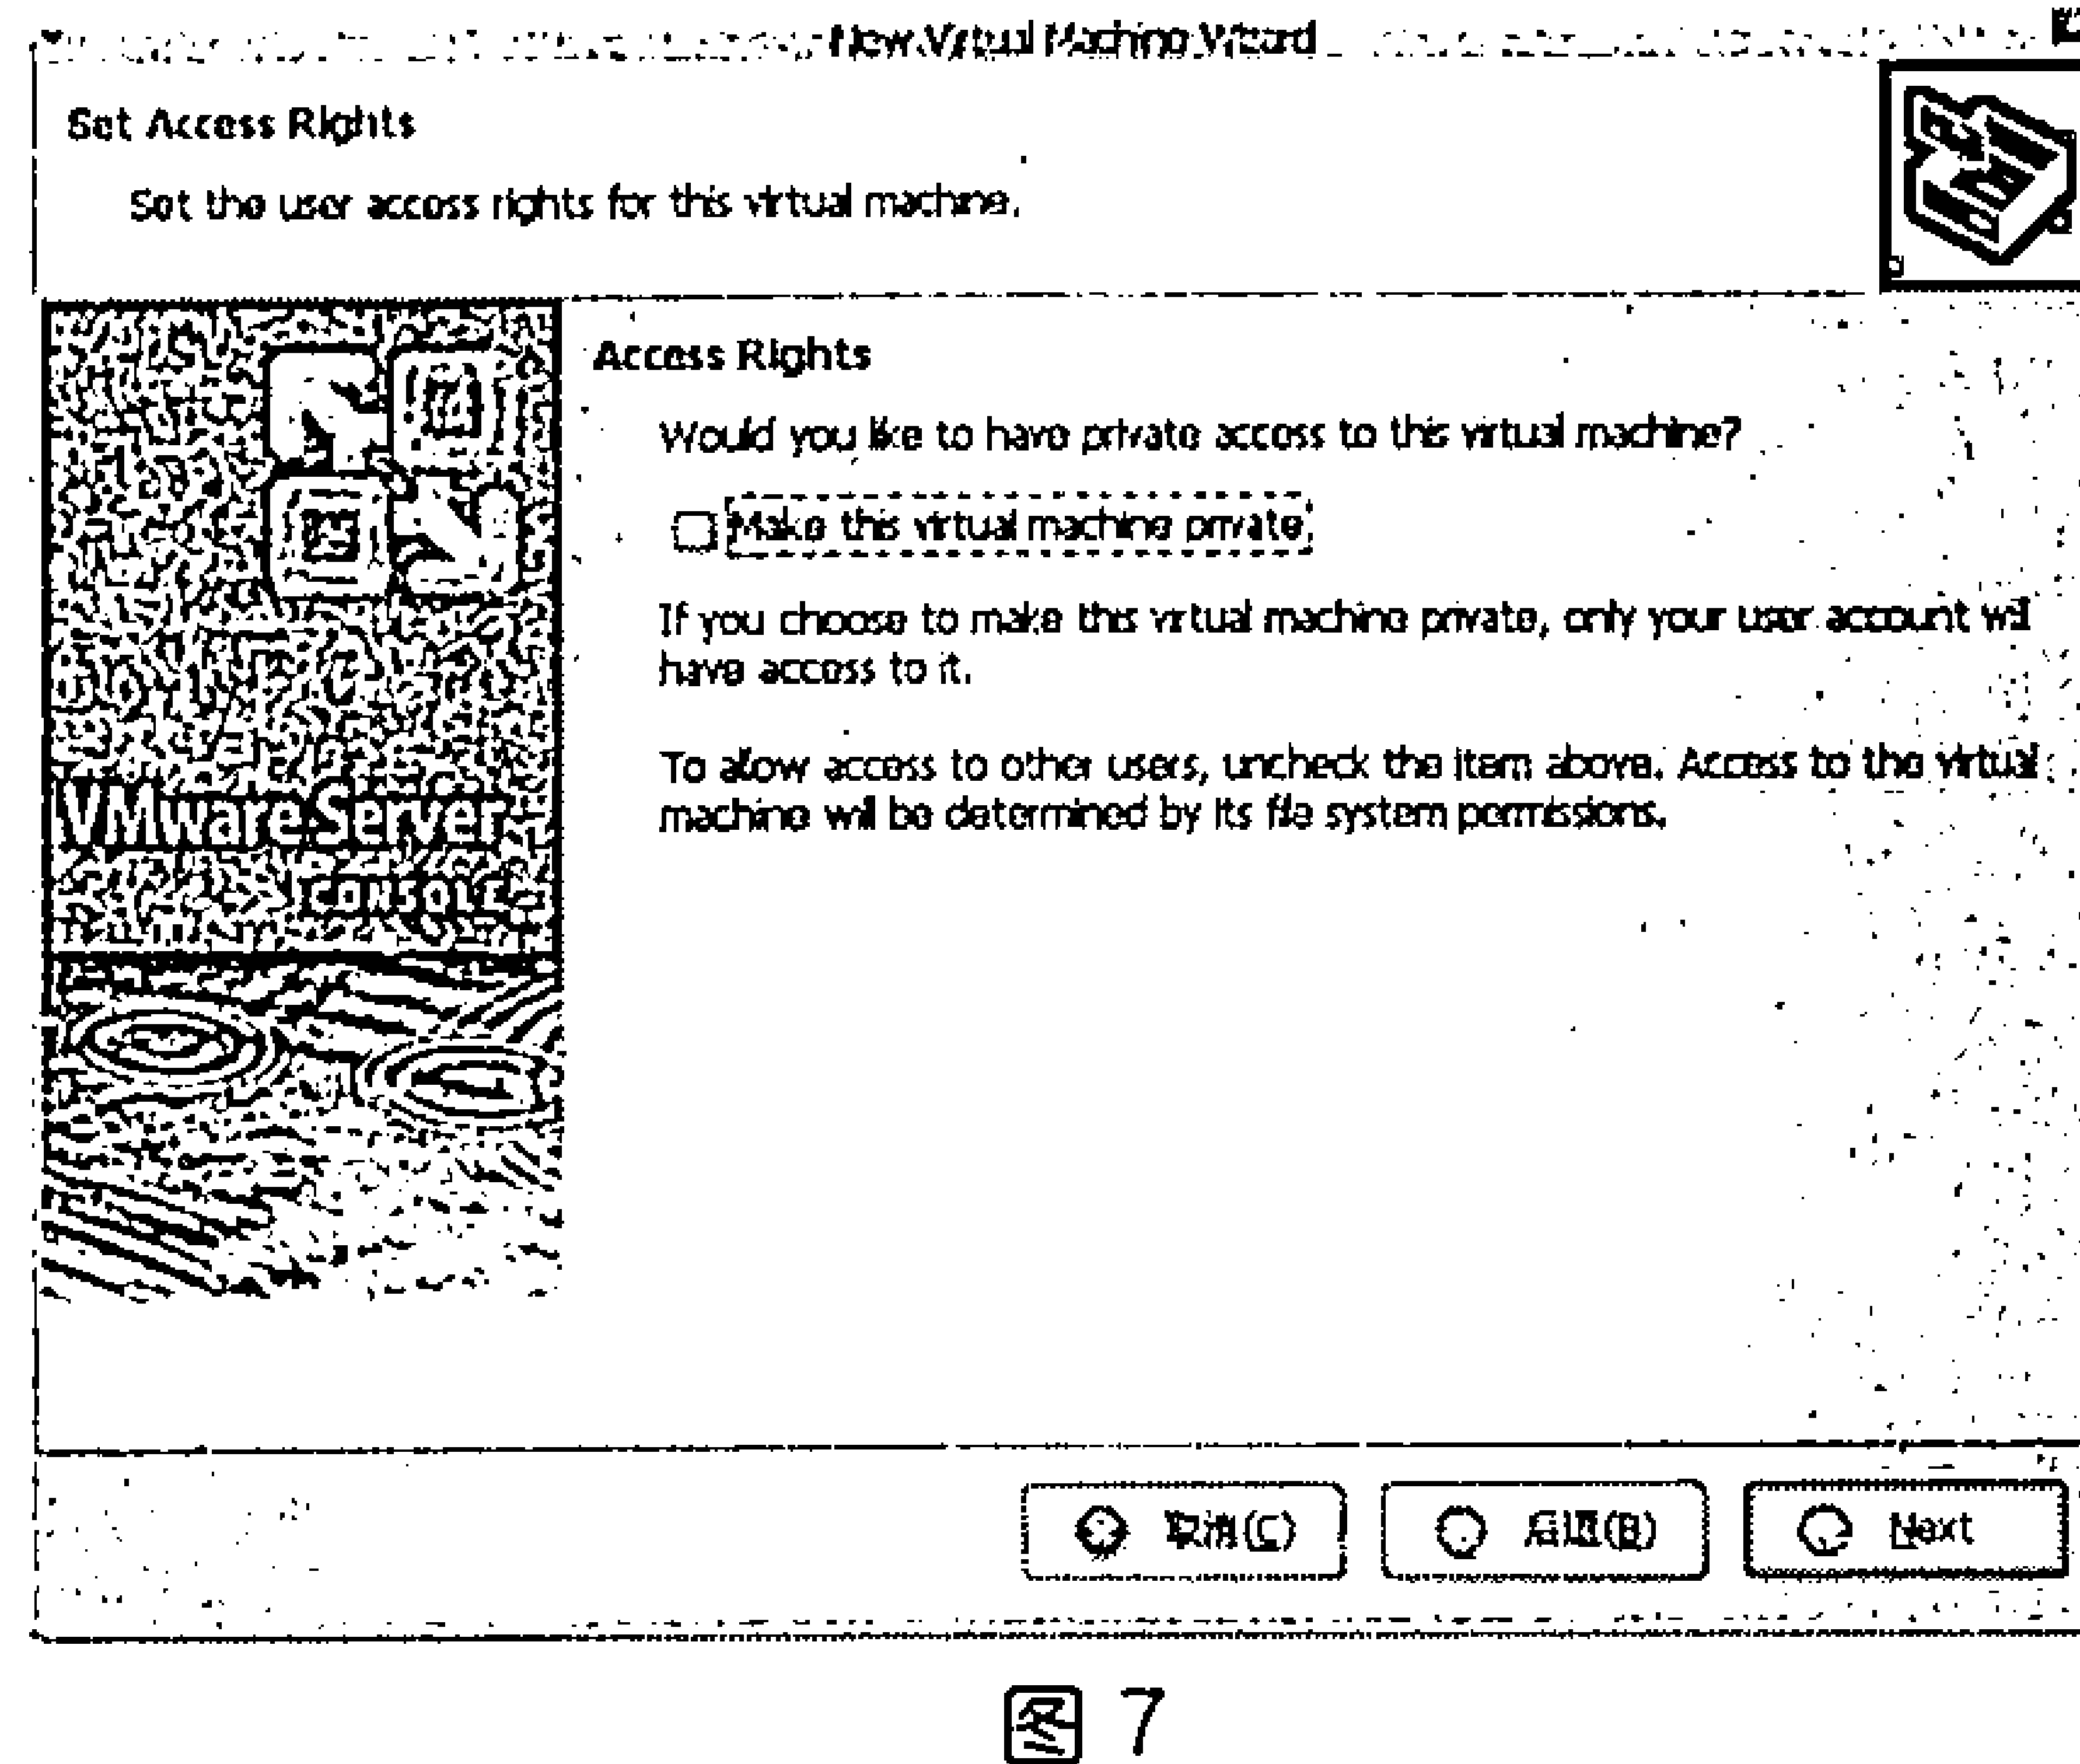 New Virtual Machine Wizard
Set Access Rights
Set the user access rights for this virtual machine.
Access Rights
Would you like to have private access to this virtual machine?
Make this virtual machine private
If you choose to make this virtual machine private, only your user account will
have access to it.
To allow access to other users, uncheck the item above. Access to the virtual
machine will be determined by its file system permissions.
VMware Server
CONSOLE
取消(C)
后退(B)
Next
图 7